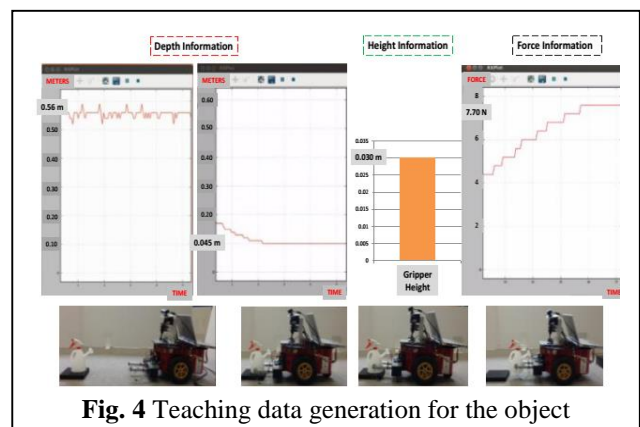 Depth Information
Height Information
Force Information
METERS
0.56 m
0.50
0.40
0.30
0.20
0.10
0
TIME
METERS
0.60
0.50
0.40
0.30
0.20
0.045 m
0
TIME
0.035
0.030 m
0.025
0.02
0.015
0.01
0.005
0
Gripper
Height
FORCE
8
7.70 N
6
4
2
0
TIME
Fig. 4 Teaching data generation for the object